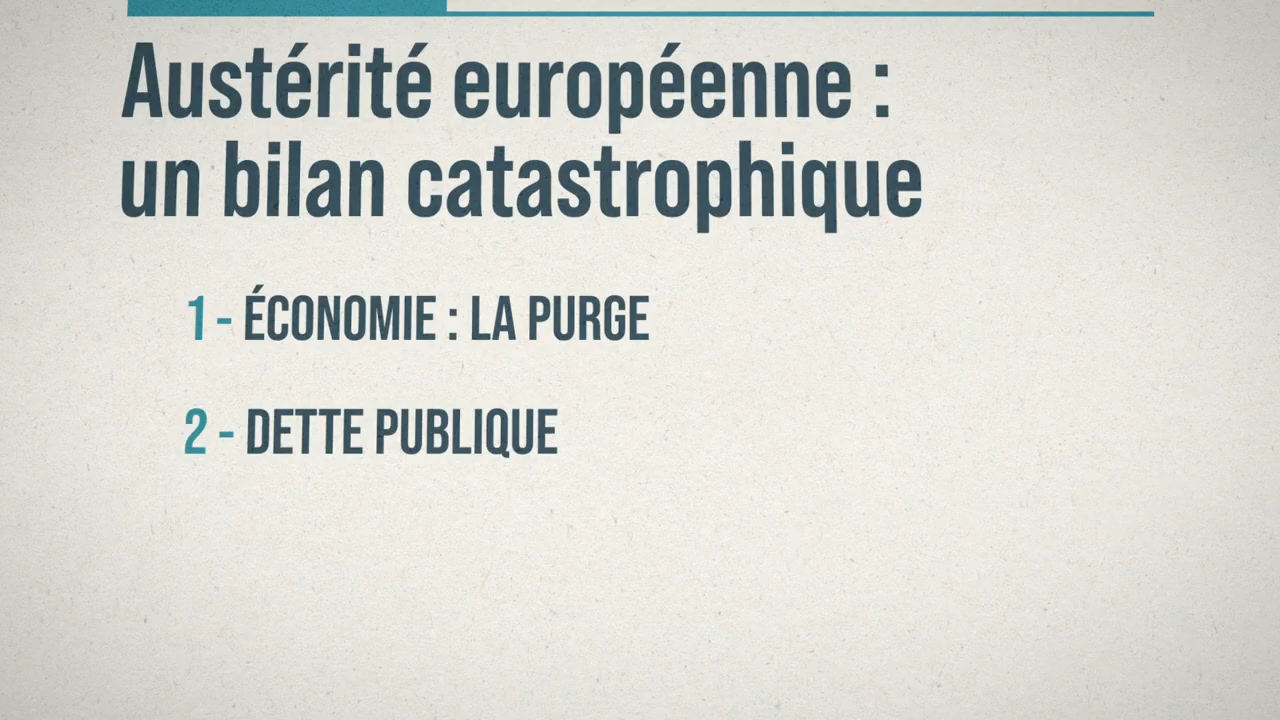 Austérité européenne :
un bilan catastrophique
1 - ÉCONOMIE : LA PURGE
2 - DETTE PUBLIQUE